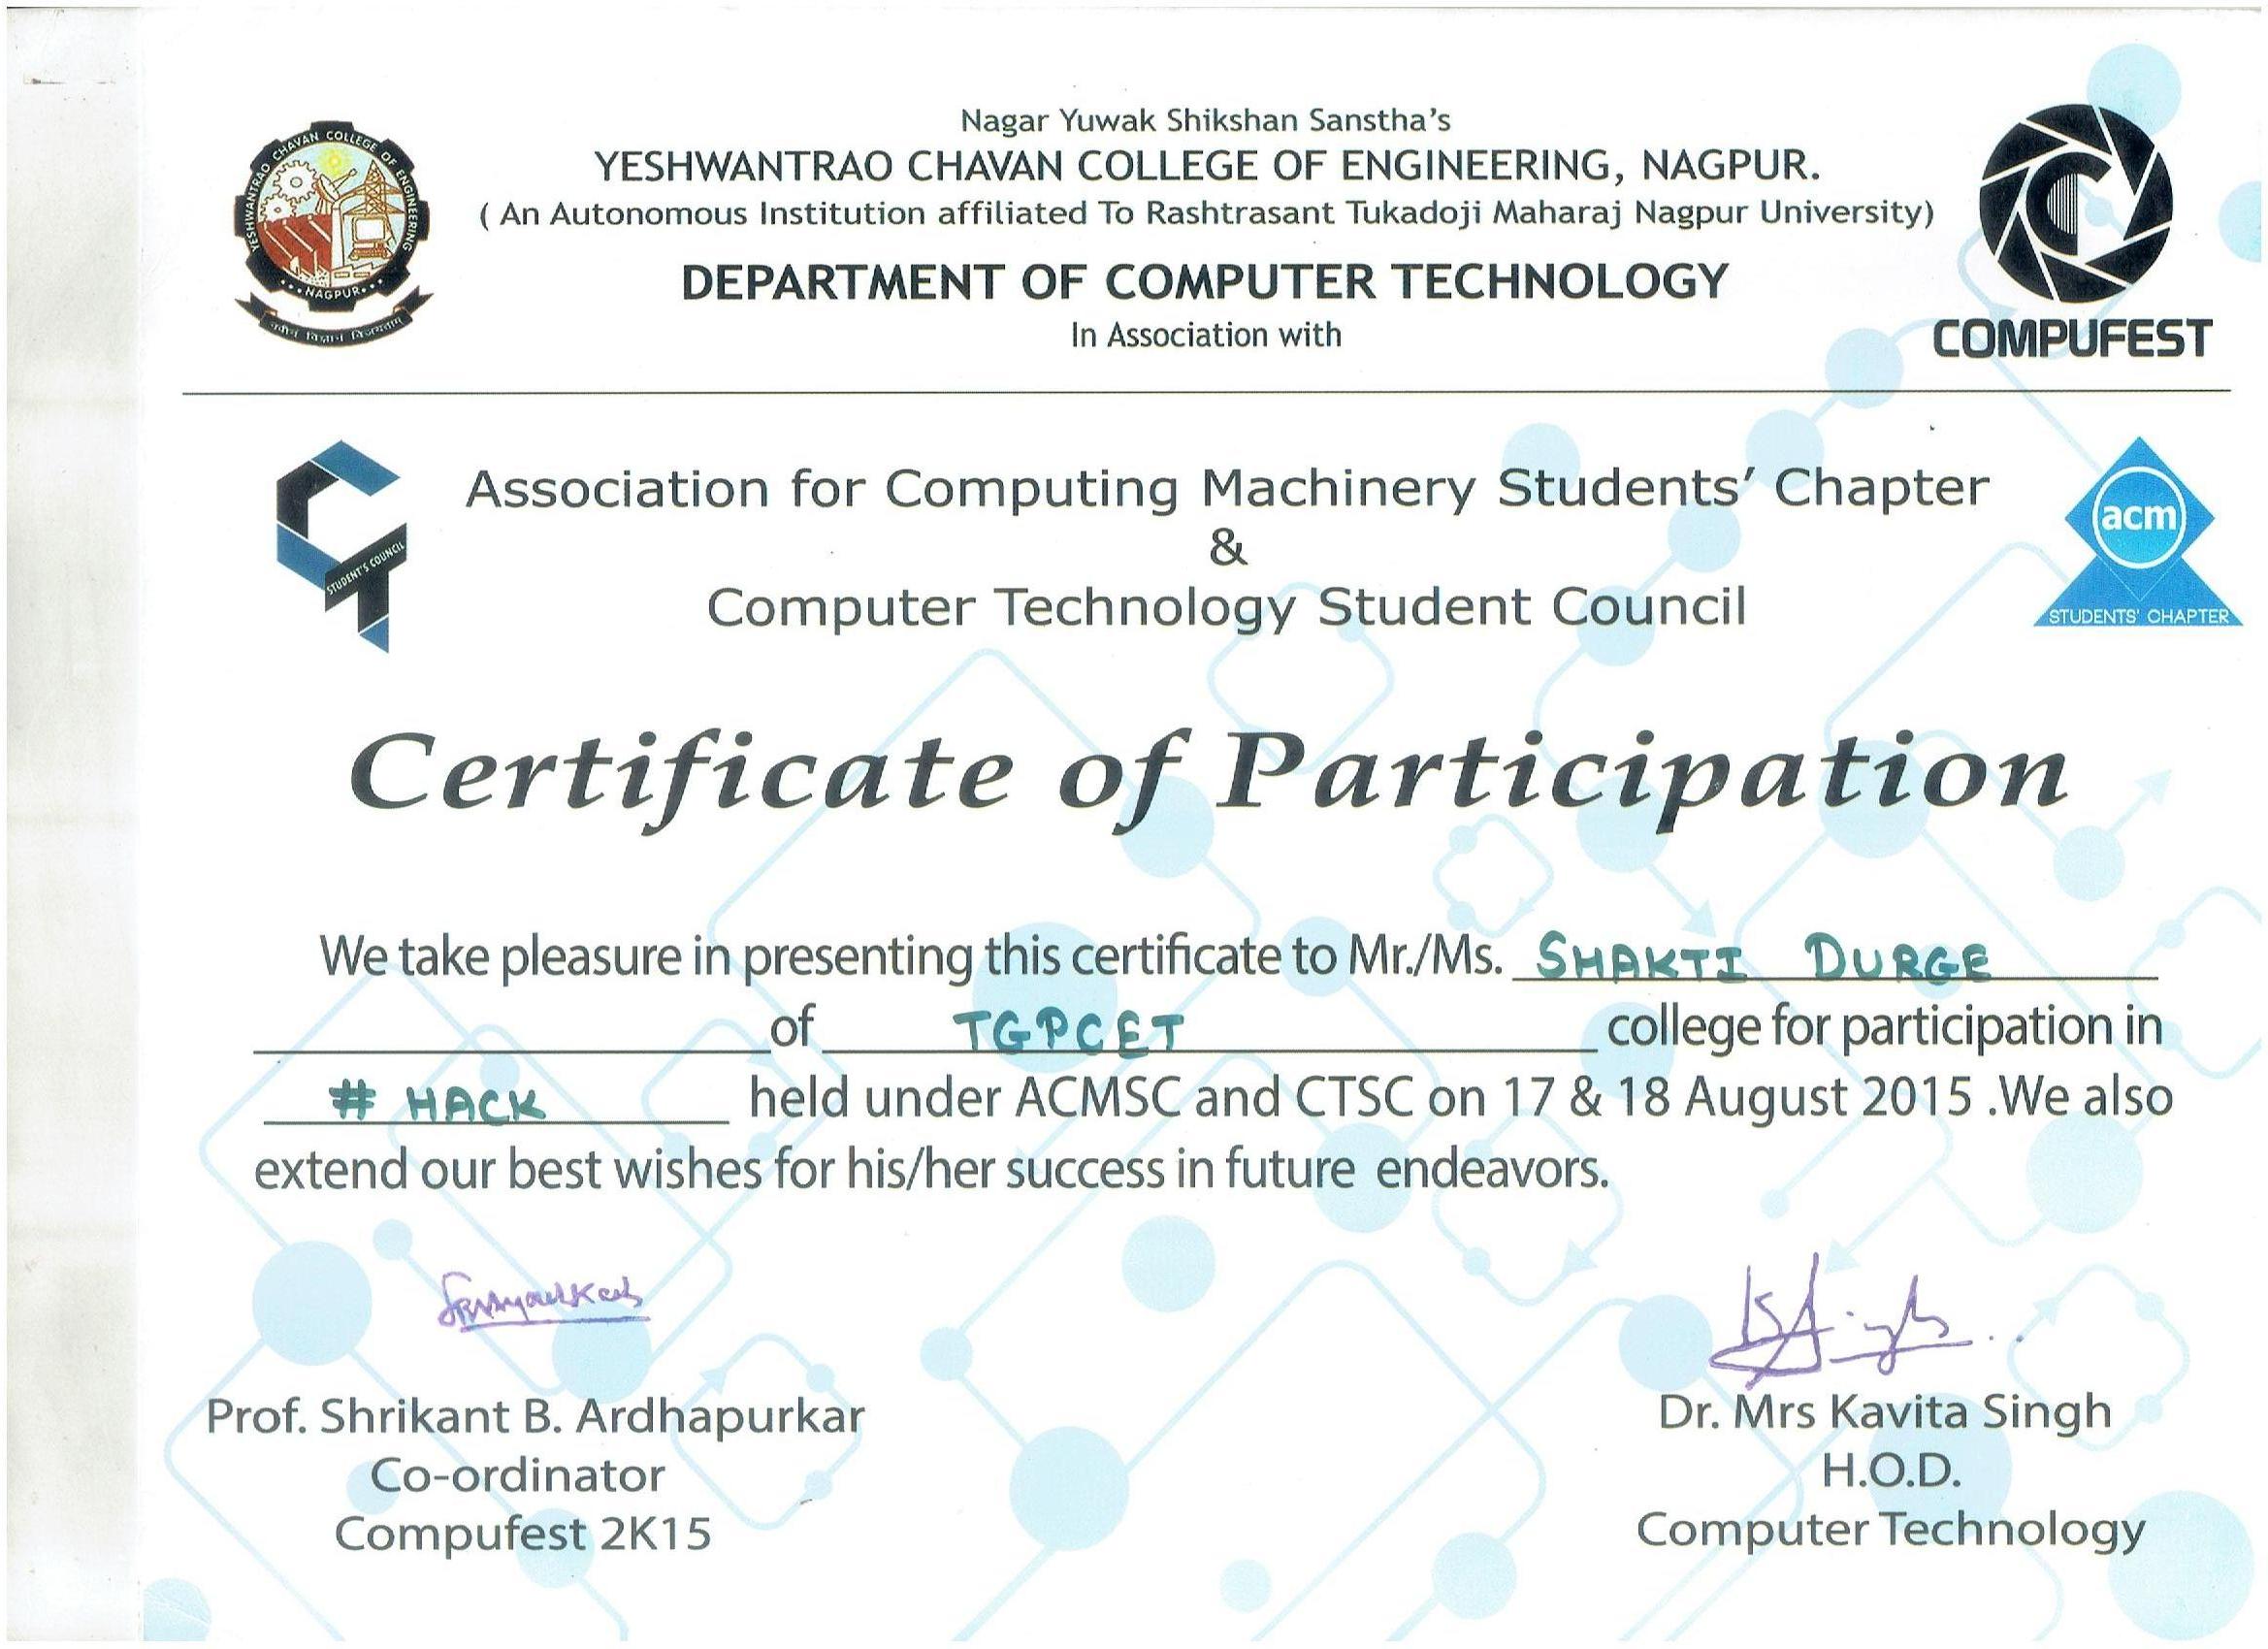 Nagar Yuwak Shikshan Sanstha's
YESHWANTRAO CHAVAN COLLEGE OF ENGINEERING, NAGPUR.
( An Autonomous Institution affiliated To Rashtrasant Tukadoji Maharaj Nagpur University)
DEPARTMENT OF COMPUTER TECHNOLOGY
In Association with
YESHWANTRAO CHAVAN COLLEGE OF ENGINEERING
NAGPUR
COMPUFEST
Association for Computing Machinery Students' Chapter
&
Computer Technology Student Council
STUDENT'S COUNCIL
acm
STUDENTS' CHAPTER
Certificate of Participation
We take pleasure in presenting this certificate to Mr./Ms. SHAKTI DURGE
of TGPCET college for participation in
# HACK held under ACMSC and CTSC on 17 & 18 August 2015 .We also
extend our best wishes for his/her success in future endeavors.
Prof. Shrikant B. Ardhapurkar
Co-ordinator
Compufest 2K15
Dr. Mrs Kavita Singh
H.O.D.
Computer Technology